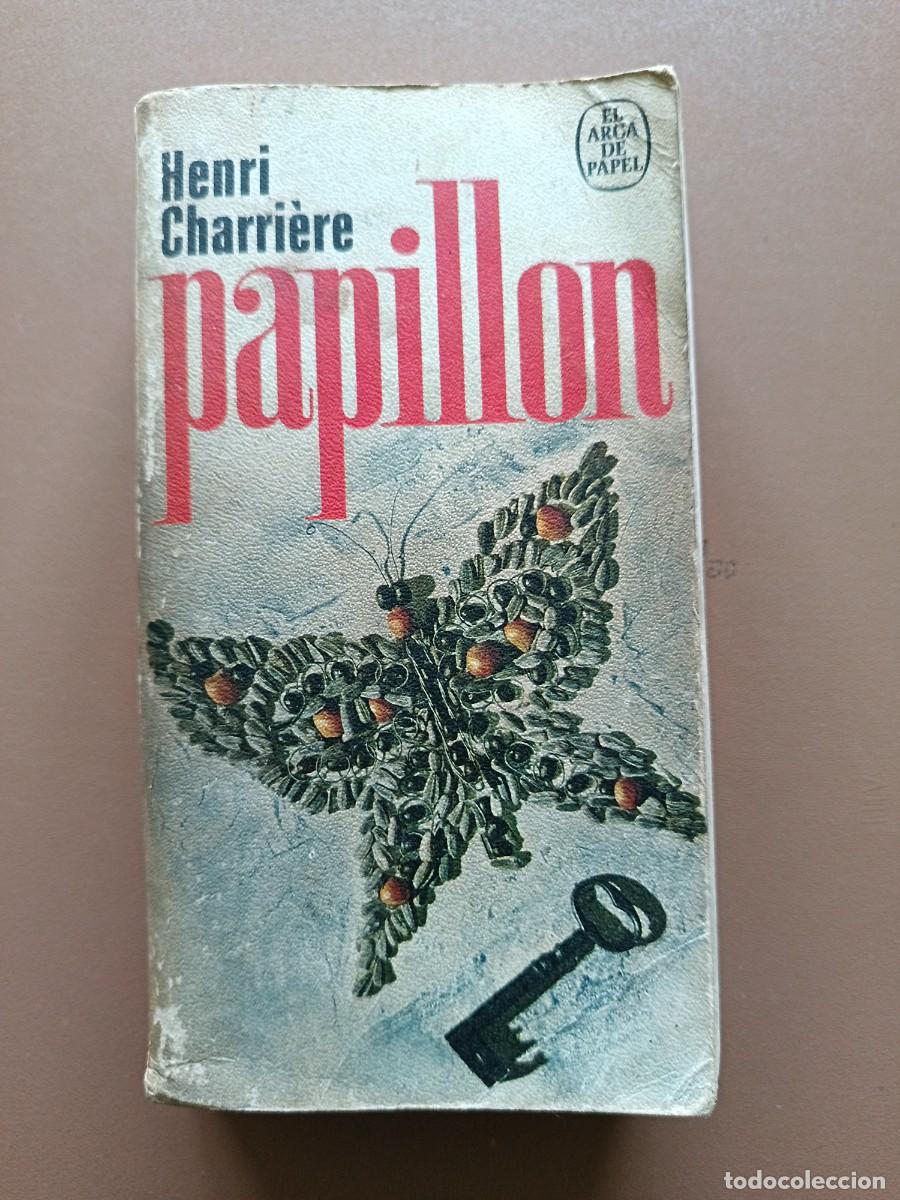 EL
ARCA
DE
PAPEL
Henri
Charrière
papillon
todocoleccion